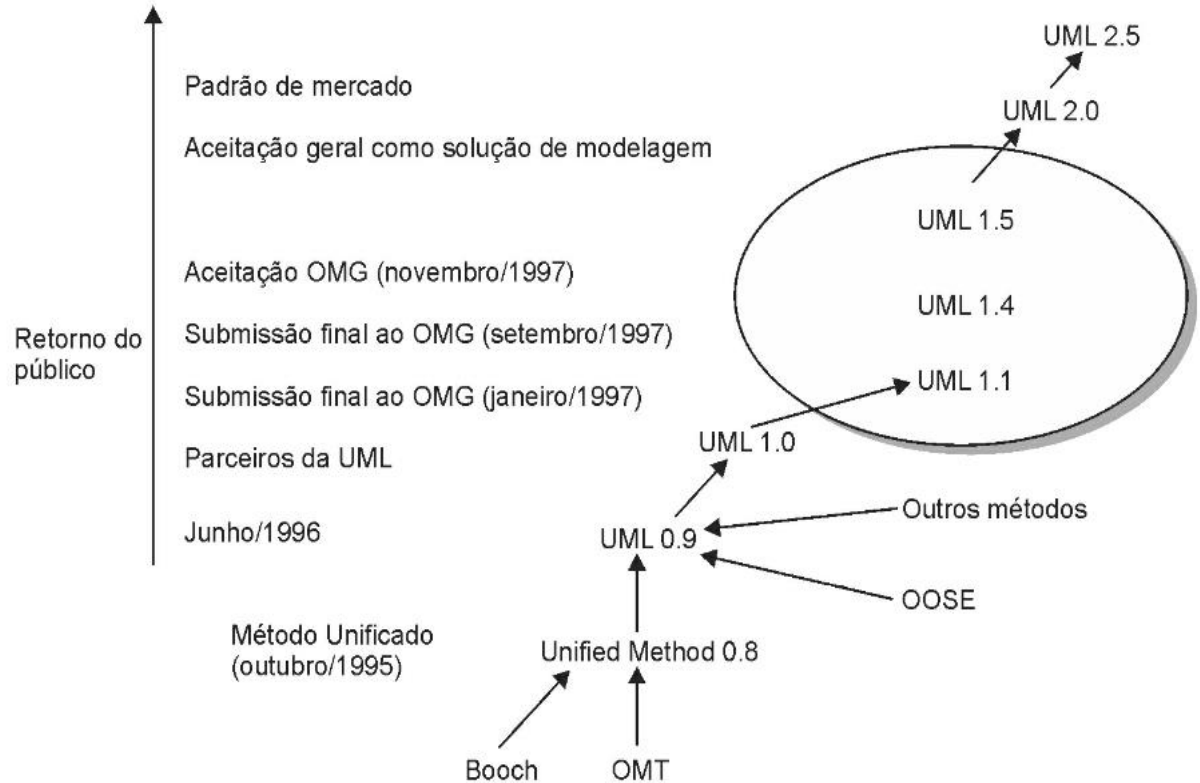 UML 2.5
Padrão de mercado
UML 2.0
Aceitação geral como solução de modelagem
UML 1.5
Aceitação OMG (novembro/1997)
UML 1.4
Retorno do
público
Submissão final ao OMG (setembro/1997)
UML 1.1
Submissão final ao OMG (janeiro/1997)
UML 1.0
Parceiros da UML
Outros métodos
Junho/1996
UML 0.9
OOSE
Método Unificado
(outubro/1995)
Unified Method 0.8
Booch
OMT